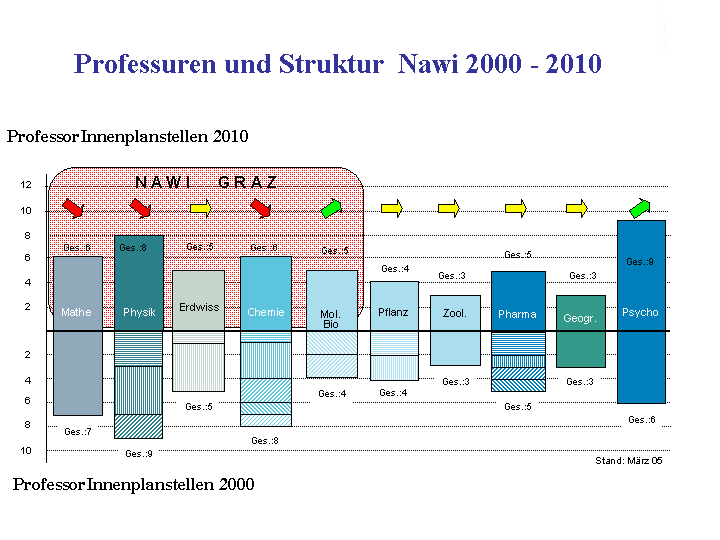 Professuren und Struktur Nawi 2000 - 2010
ProfessorInnenplanstellen 2010
NAWI GRAZ
12
10
8
6
4
2
2
4
6
8
10
Ges.:6
Ges.:8
Ges.:5
Ges.:6
Ges.:5
Ges.:4
Ges.:3
Ges.:5
Ges.:3
Ges.:9
Mathe
Physik
Erdwiss
Chemie
Mol.
Bio
Pflanz
Zool.
Pharma
Geogr.
Psycho
Ges.:7
Ges.:9
Ges.:5
Ges.:8
Ges.:4
Ges.:4
Ges.:3
Ges.:5
Ges.:3
Ges.:6
Stand: März 05
ProfessorInnenplanstellen 2000